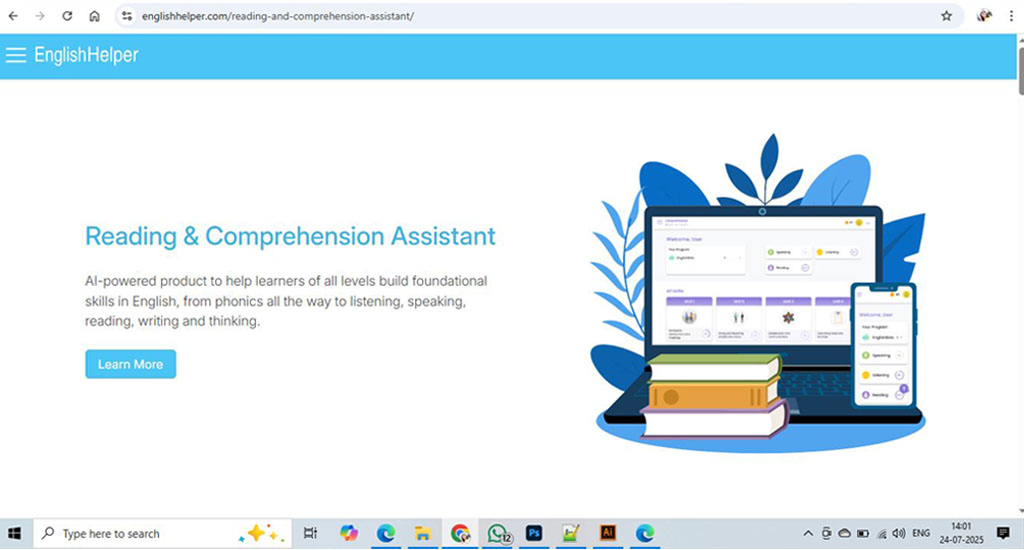 englishhelper.com/reading-and-comprehension-assistant/
EnglishHelper
Reading & Comprehension Assistant
AI-powered product to help learners of all levels build foundational
skills in English, from phonics all the way to listening, speaking,
reading, writing and thinking.
Learn More
Welcome, User
Your Program
Speaking
Listening
Reading
Welcome, User
Your Program
Speaking
Listening
Reading
Type here to search
12
Ps
Ai
ENG
14:01
24-07-2025